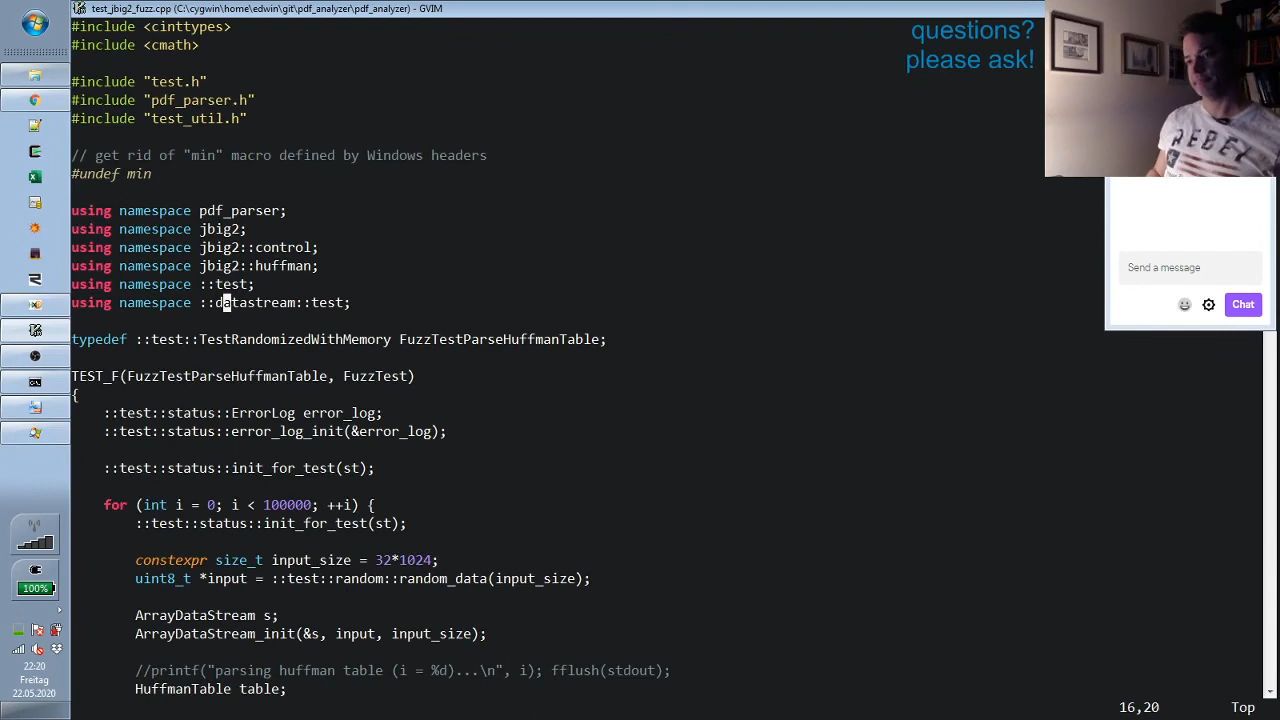 test_jbig2_fuzz.cpp (C:\cygwin\home\edwin\git\pdf_analyzer\pdf_analyzer) - GVIM
#include <cinttypes>
#include <cmath>
#include "test.h"
#include "pdf_parser.h"
#include "test_util.h"
// get rid of "min" macro defined by Windows headers
#undef min
using namespace pdf_parser;
using namespace jbig2;
using namespace jbig2::control;
using namespace jbig2::huffman;
using namespace ::test;
using namespace ::datastream::test;
typedef ::test::TestRandomizedWithMemory FuzzTestParseHuffmanTable;
TEST_F(FuzzTestParseHuffmanTable, FuzzTest)
{
::test::status::ErrorLog error_log;
::test::status::error_log_init(&error_log);
::test::status::init_for_test(st);
for (int i = 0; i < 100000; ++i) {
::test::status::init_for_test(st);
constexpr size_t input_size = 32*1024;
uint8_t *input = ::test::random::random_data(input_size);
ArrayDataStream s;
ArrayDataStream_init(&s, input, input_size);
//printf("parsing huffman table (i = %d)...\n", i); fflush(stdout);
HuffmanTable table;
16,20 Top
questions?
please ask!
REBEL
Send a message
Chat
100%
22:20
Freitag
22.05.2020